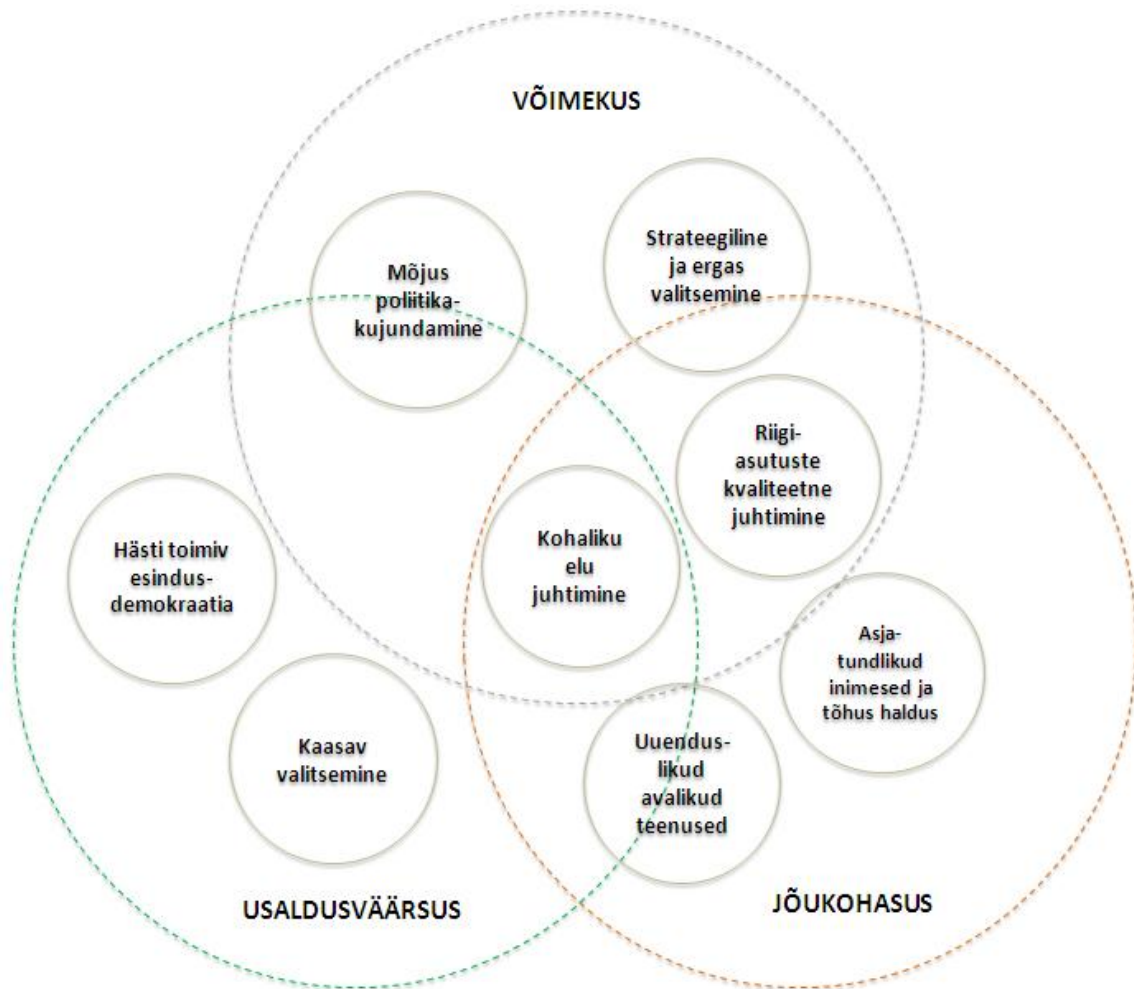 VÕIMEKUS
Strateegiline
ja ergas
valitsemine
Mõjus
poliitika-
kujundamine
Riigi-
asutuste
kvaliteetne
juhtimine
Kohaliku
elu
juhtimine
Hästi toimiv
esindus-
demokraatia
Asja-
tundlikud
inimesed ja
tõhus haldus
Kaasav
valitsemine
Uuendus-
likud
avalikud
teenused
USALDUSVÄÄRSUS
JÕUKOHASUS